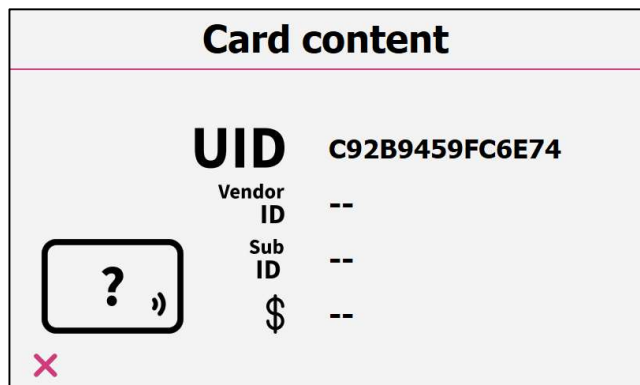 Card content
UID C92B9459FC6E74
Vendor ID --
Sub ID --
? $ --